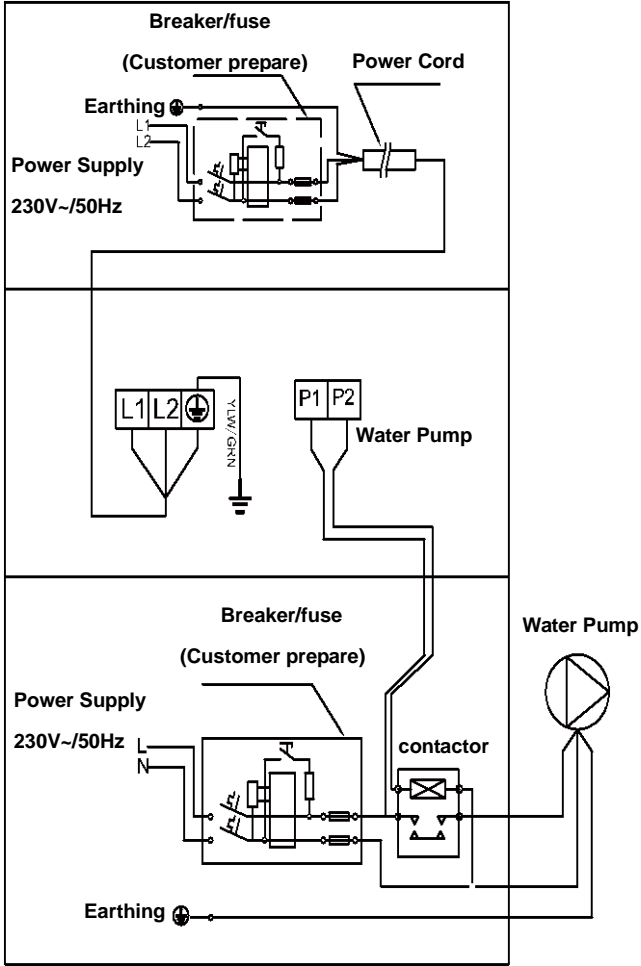 Breaker/fuse
(Customer prepare)
Power Cord
Earthing
L1
L2
Power Supply
230V~/50Hz
L1 L2
YLW/GRN
P1 P2
Water Pump
Breaker/fuse
(Customer prepare)
Water Pump
Power Supply
230V~/50Hz
L
N
contactor
Earthing